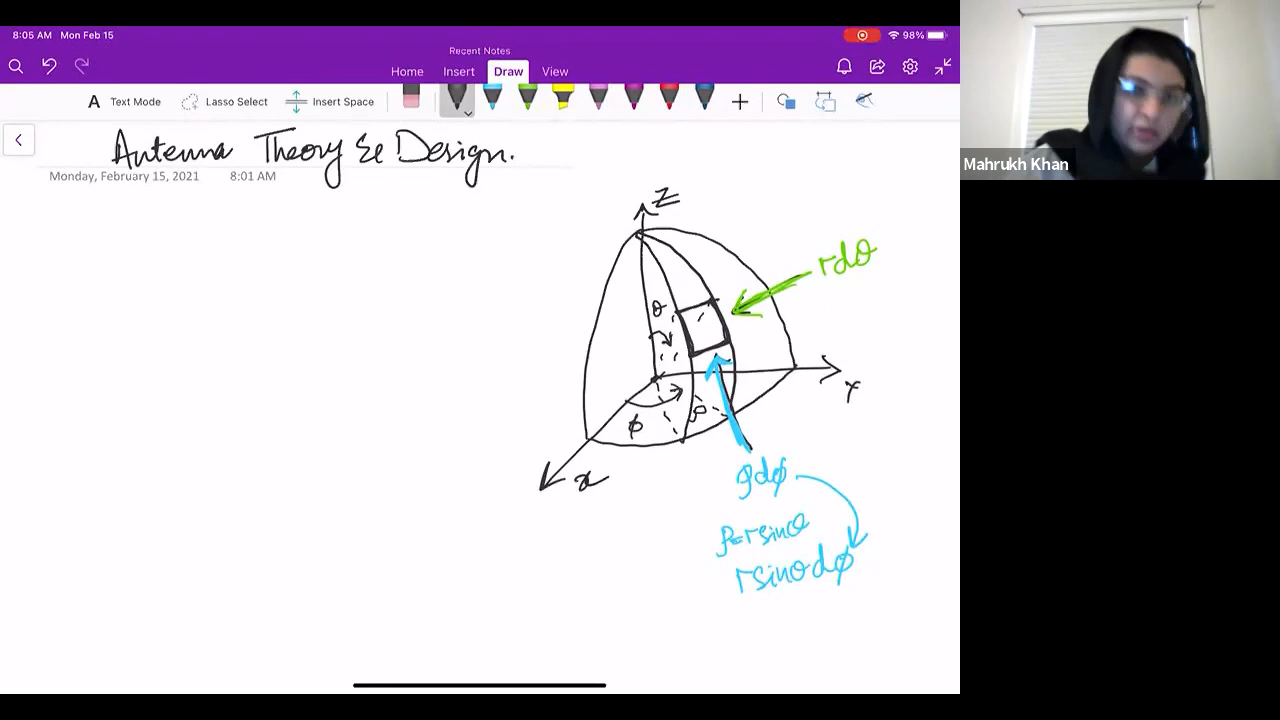 8:05 AM Mon Feb 15
98%
Recent Notes
Home Insert Draw View
A Text Mode Lasso Select Insert Space
Antenna Theory & Design.
Monday, February 15, 2021 8:01 AM
Mahrukh Khan
Z
rdθ
θ
Y
ρ
ϕ
x
ρdϕ
ρ=rsinθ
rsinθdϕ